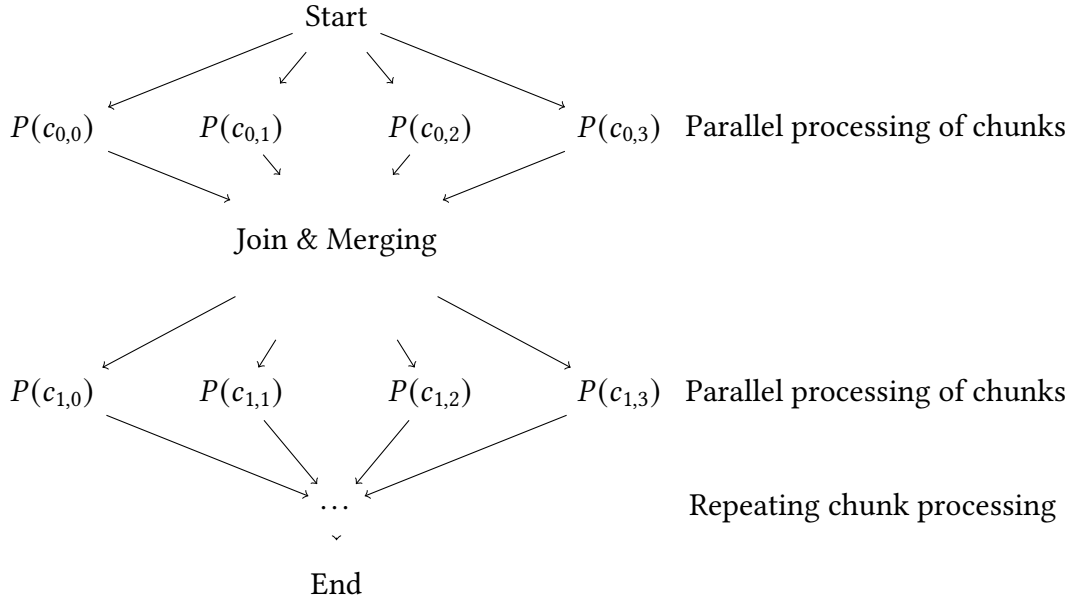 Start
P(c₀,₀) P(c₀,₁) P(c₀,₂) P(c₀,₃) Parallel processing of chunks
Join & Merging
P(c₁,₀) P(c₁,₁) P(c₁,₂) P(c₁,₃) Parallel processing of chunks
… Repeating chunk processing
End